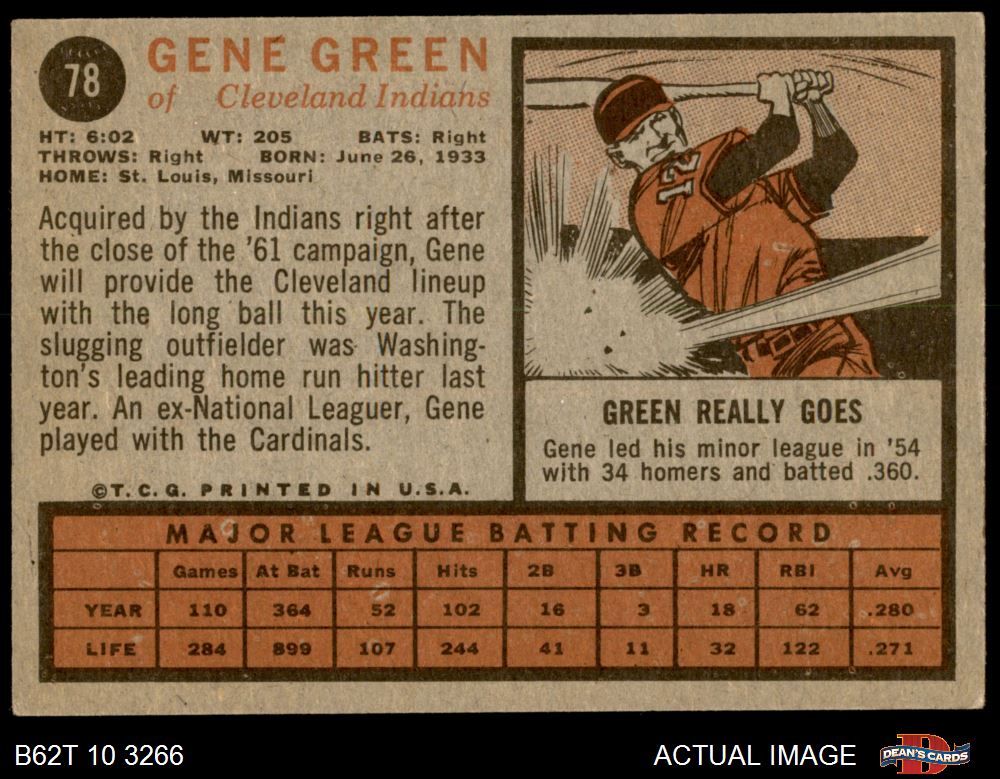 78
GENE GREEN
of Cleveland Indians
HT: 6:02 WT: 205 BATS: Right
THROWS: Right BORN: June 26, 1933
HOME: St. Louis, Missouri
Acquired by the Indians right after
the close of the '61 campaign, Gene
will provide the Cleveland lineup
with the long ball this year. The
slugging outfielder was Washing-
ton's leading home run hitter last
year. An ex-National Leaguer, Gene
played with the Cardinals.
©T.C.G. PRINTED IN U.S.A.
12
GREEN REALLY GOES
Gene led his minor league in '54
with 34 homers and batted .360.
MAJOR LEAGUE BATTING RECORD
Games At Bat Runs Hits 2B 3B HR RBI Avg
YEAR 110 364 52 102 16 3 18 62 .280
LIFE 284 899 107 244 41 11 32 122 .271
B62T 10 3266
ACTUAL IMAGE
D
DEAN'S CARDS